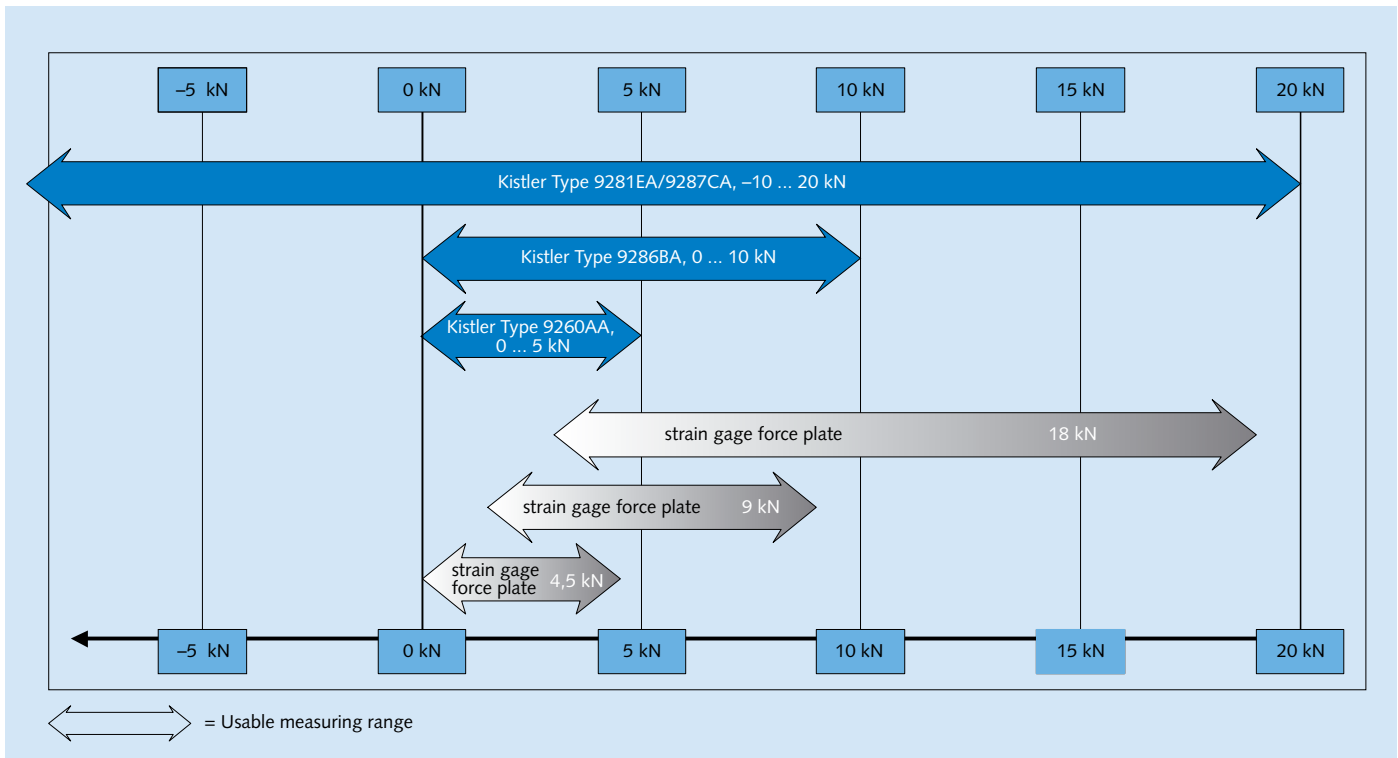 –5 kN
0 kN
5 kN
10 kN
15 kN
20 kN
Kistler Type 9281EA/9287CA, –10 ... 20 kN
Kistler Type 9286BA, 0 ... 10 kN
Kistler Type 9260AA,
0 ... 5 kN
strain gage force plate 18 kN
strain gage force plate 9 kN
strain gage
force plate 4,5 kN
–5 kN
0 kN
5 kN
10 kN
15 kN
20 kN
= Usable measuring range